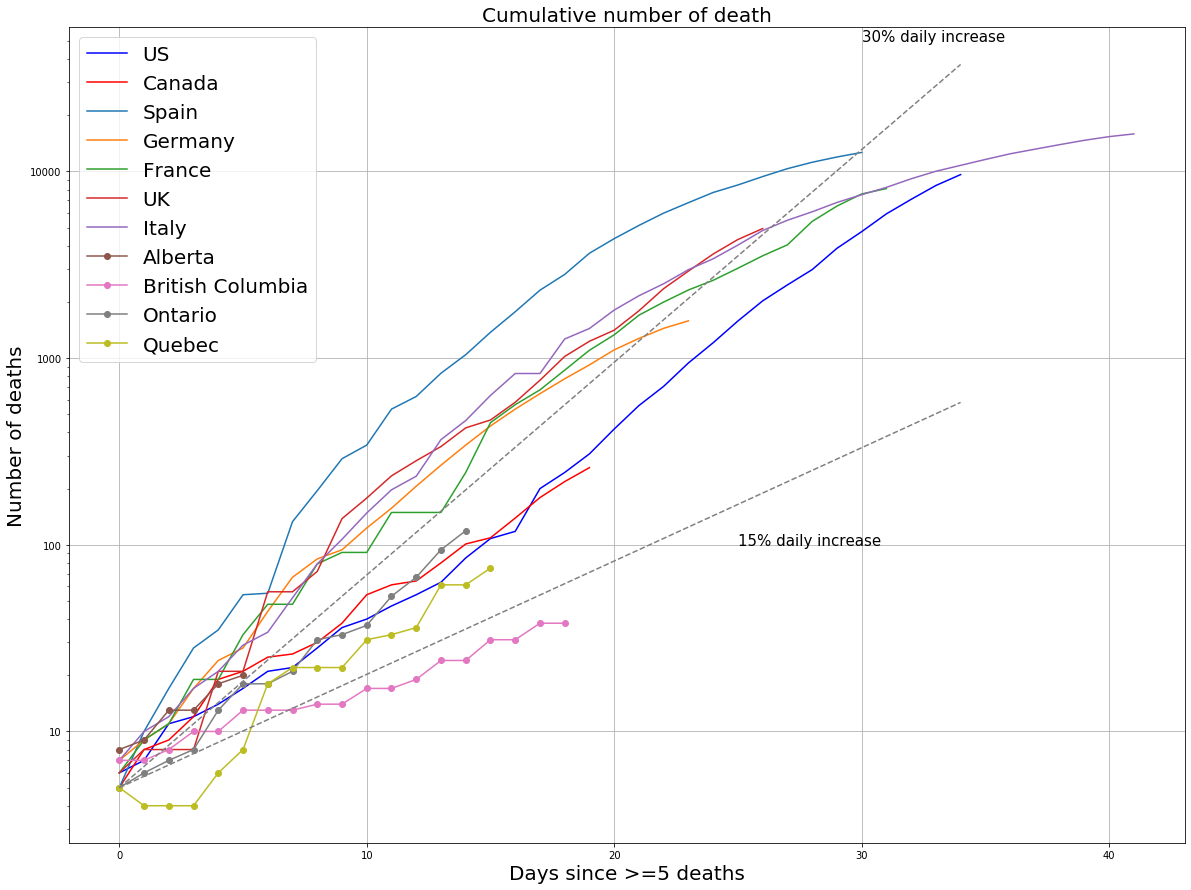 Cumulative number of death
30% daily increase
US
Canada
Spain
Germany
France
UK
Italy
Alberta
British Columbia
Ontario
Quebec
15% daily increase
Number of deaths
10000
1000
100
10
0 10 20 30 40
Days since >=5 deaths